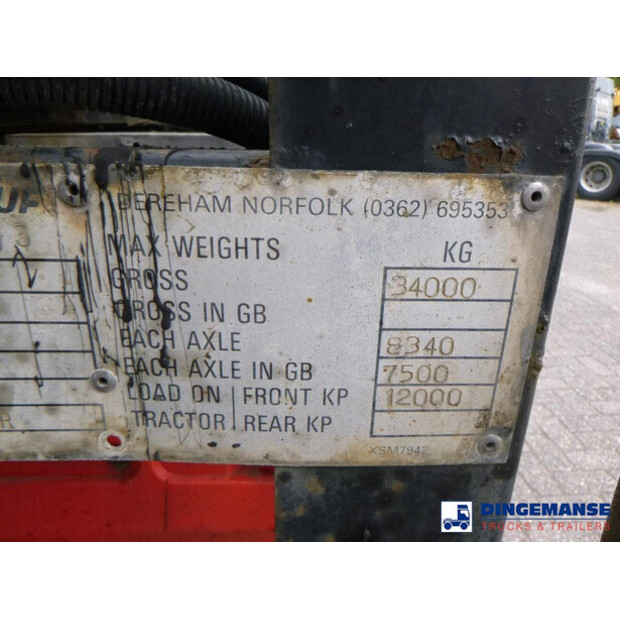 DEREHAM NORFOLK (0362) 695353
MAX WEIGHTS KG
GROSS 34000
GROSS IN GB
EACH AXLE 8340
EACH AXLE IN GB 7500
LOAD ON FRONT KP 12000
TRACTOR REAR KP
R
XSM7942
DINGEMANSE
TRUCKS & TRAILERS